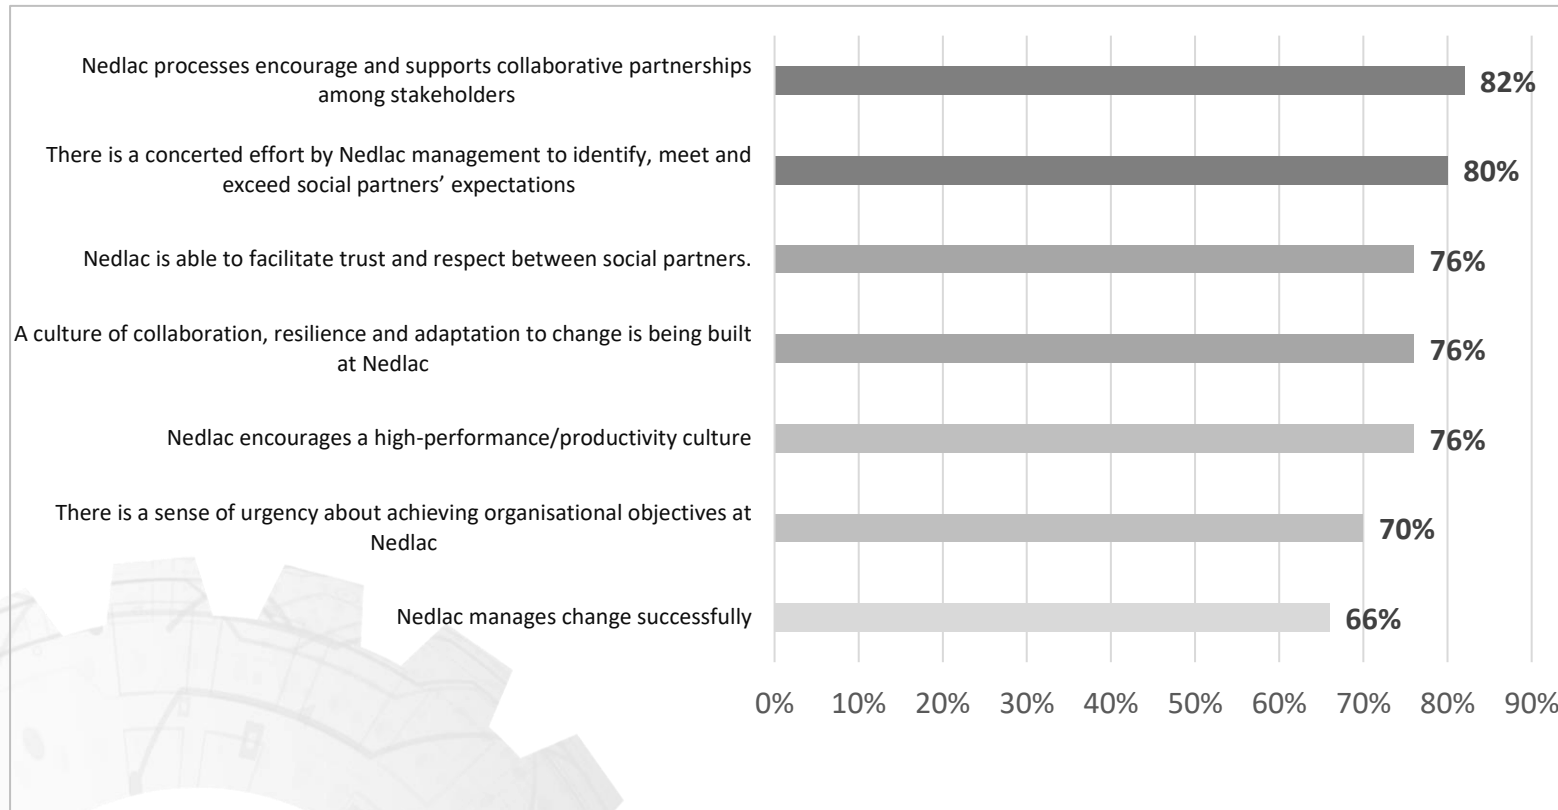 Nedlac processes encourage and supports collaborative partnerships
among stakeholders
82%
There is a concerted effort by Nedlac management to identify, meet and
exceed social partners’ expectations
80%
Nedlac is able to facilitate trust and respect between social partners.
76%
A culture of collaboration, resilience and adaptation to change is being built
at Nedlac
76%
Nedlac encourages a high-performance/productivity culture
76%
There is a sense of urgency about achieving organisational objectives at
Nedlac
70%
Nedlac manages change successfully
66%
0% 10% 20% 30% 40% 50% 60% 70% 80% 90%